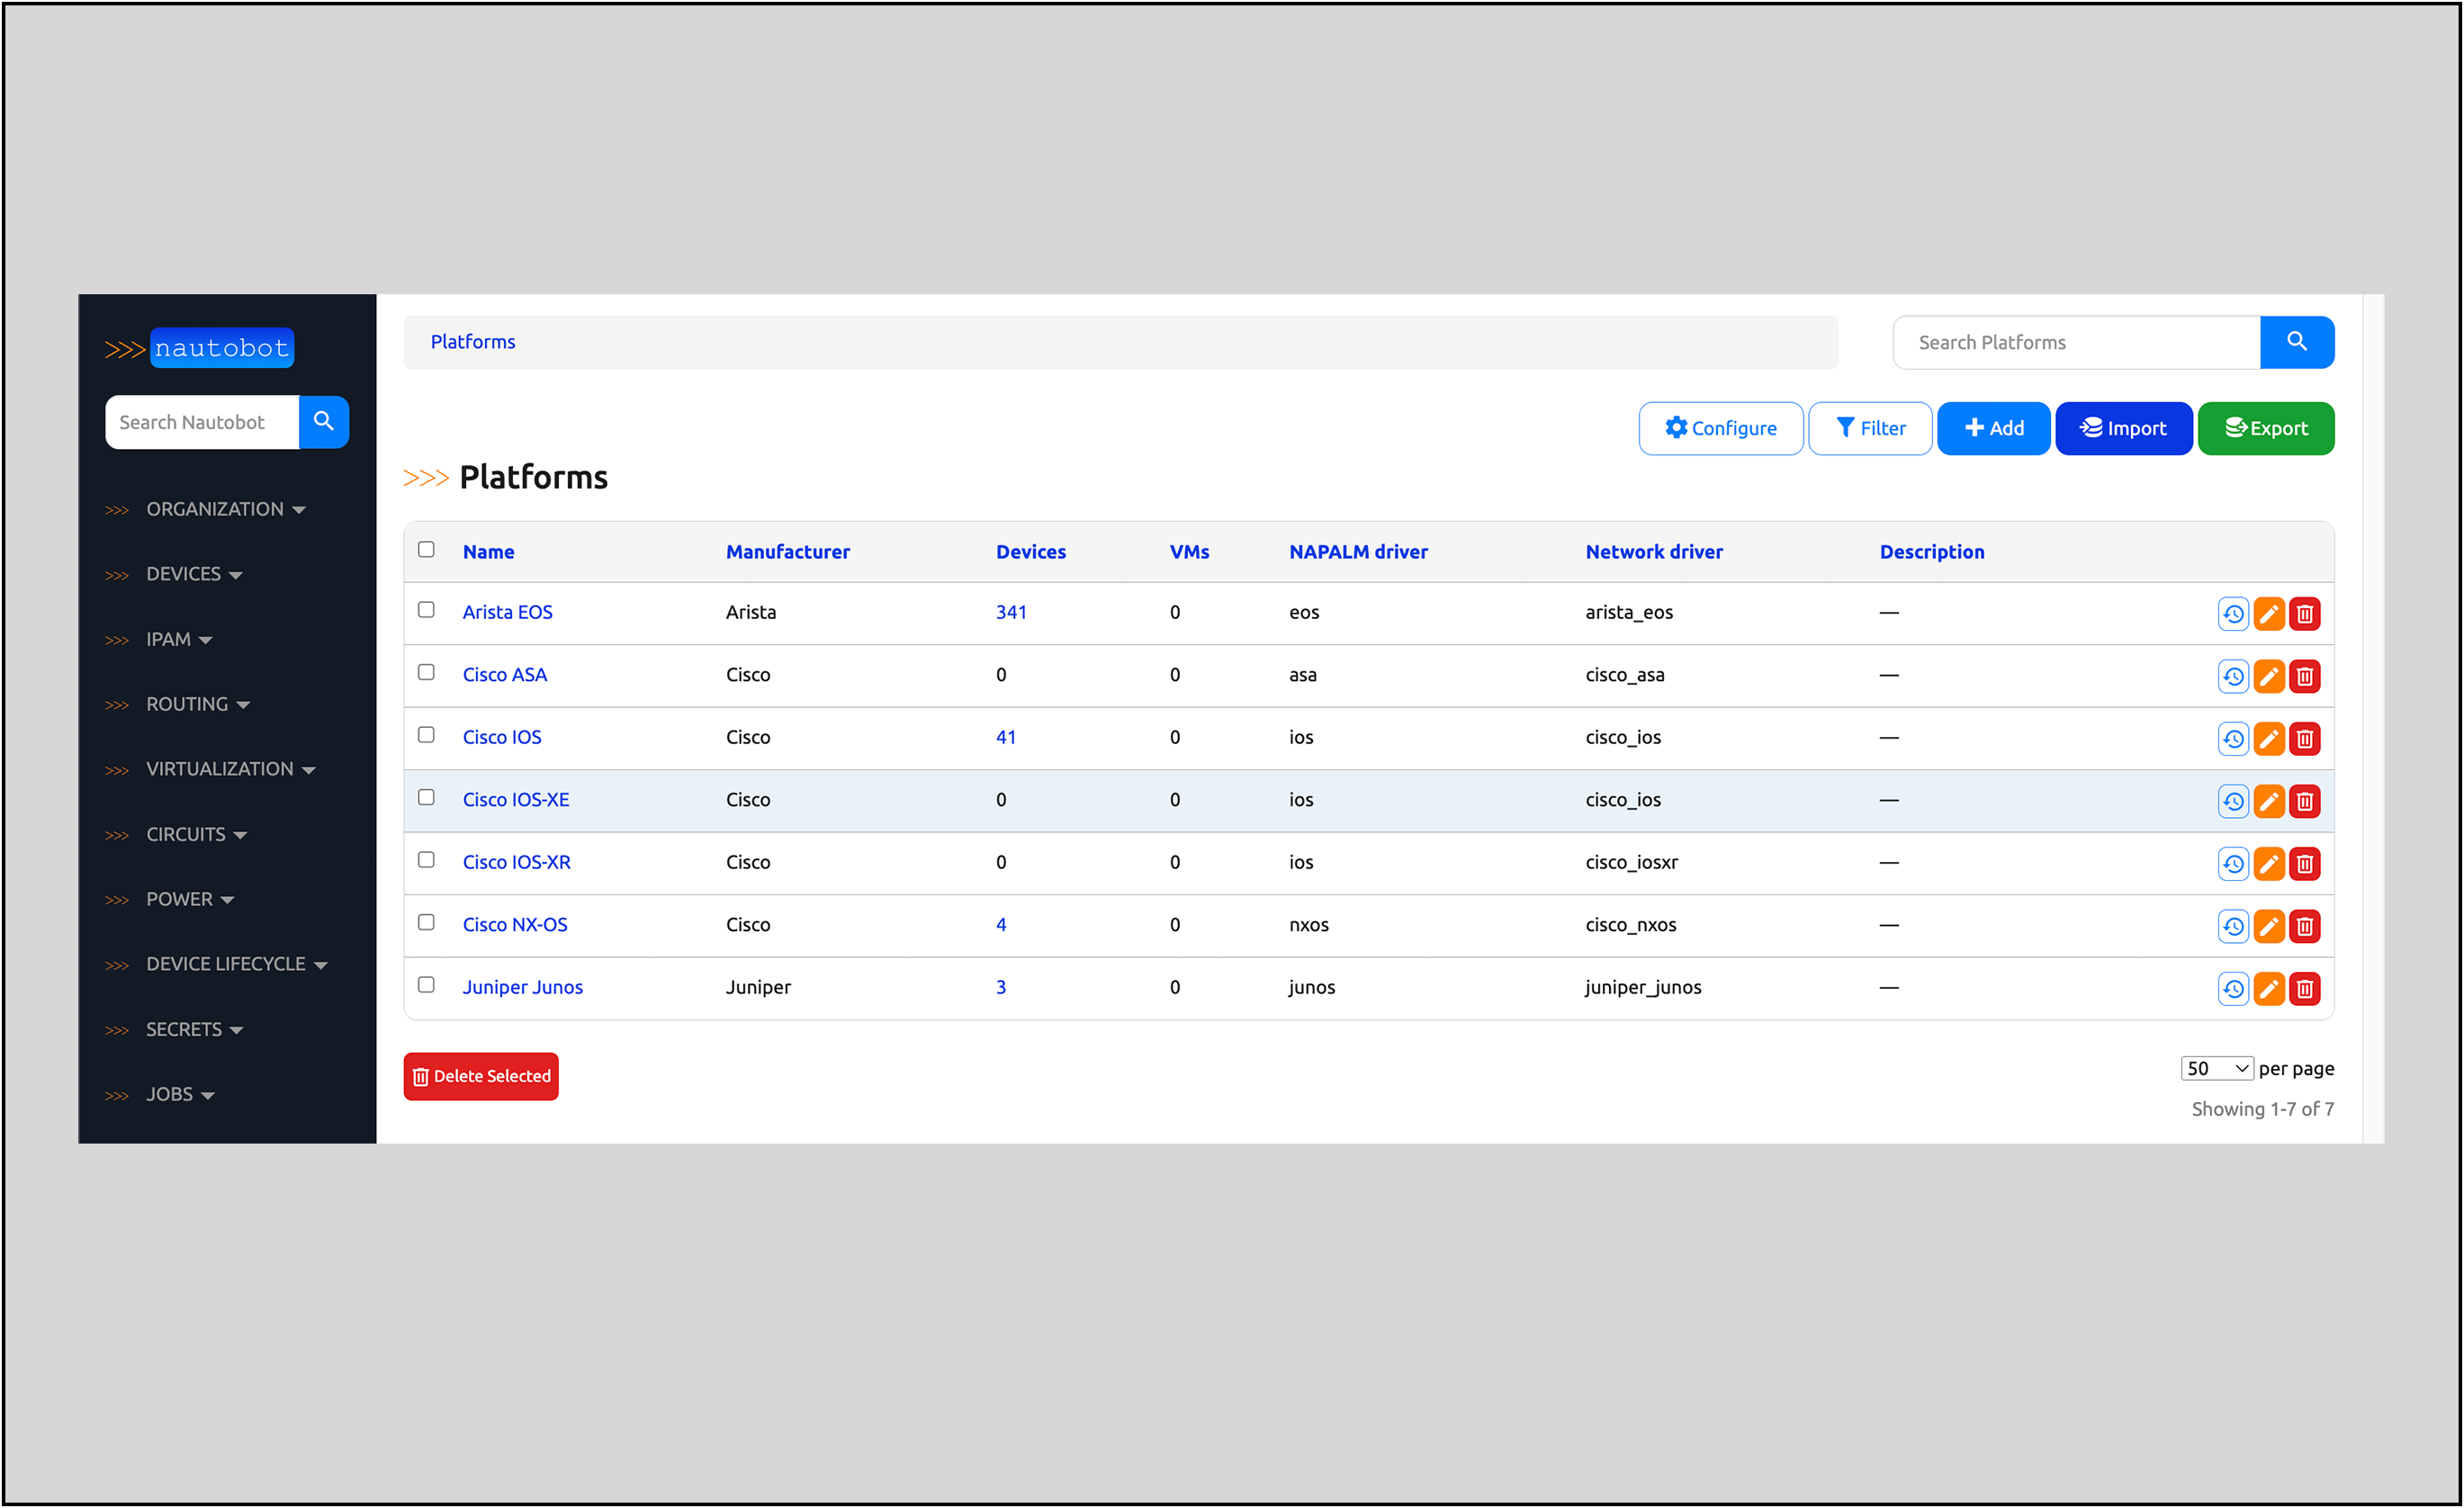 >>> nautobot
Search Nautobot
>>> ORGANIZATION
>>> DEVICES
>>> IPAM
>>> ROUTING
>>> VIRTUALIZATION
>>> CIRCUITS
>>> POWER
>>> DEVICE LIFECYCLE
>>> SECRETS
>>> JOBS
Platforms
Search Platforms
Configure Filter Add Import Export
>>> Platforms
Name Manufacturer Devices VMs NAPALM driver Network driver Description
Arista EOS Arista 341 0 eos arista_eos —
Cisco ASA Cisco 0 0 asa cisco_asa —
Cisco IOS Cisco 41 0 ios cisco_ios —
Cisco IOS-XE Cisco 0 0 ios cisco_ios —
Cisco IOS-XR Cisco 0 0 ios cisco_iosxr —
Cisco NX-OS Cisco 4 0 nxos cisco_nxos —
Juniper Junos Juniper 3 0 junos juniper_junos —
Delete Selected
50 per page
Showing 1-7 of 7